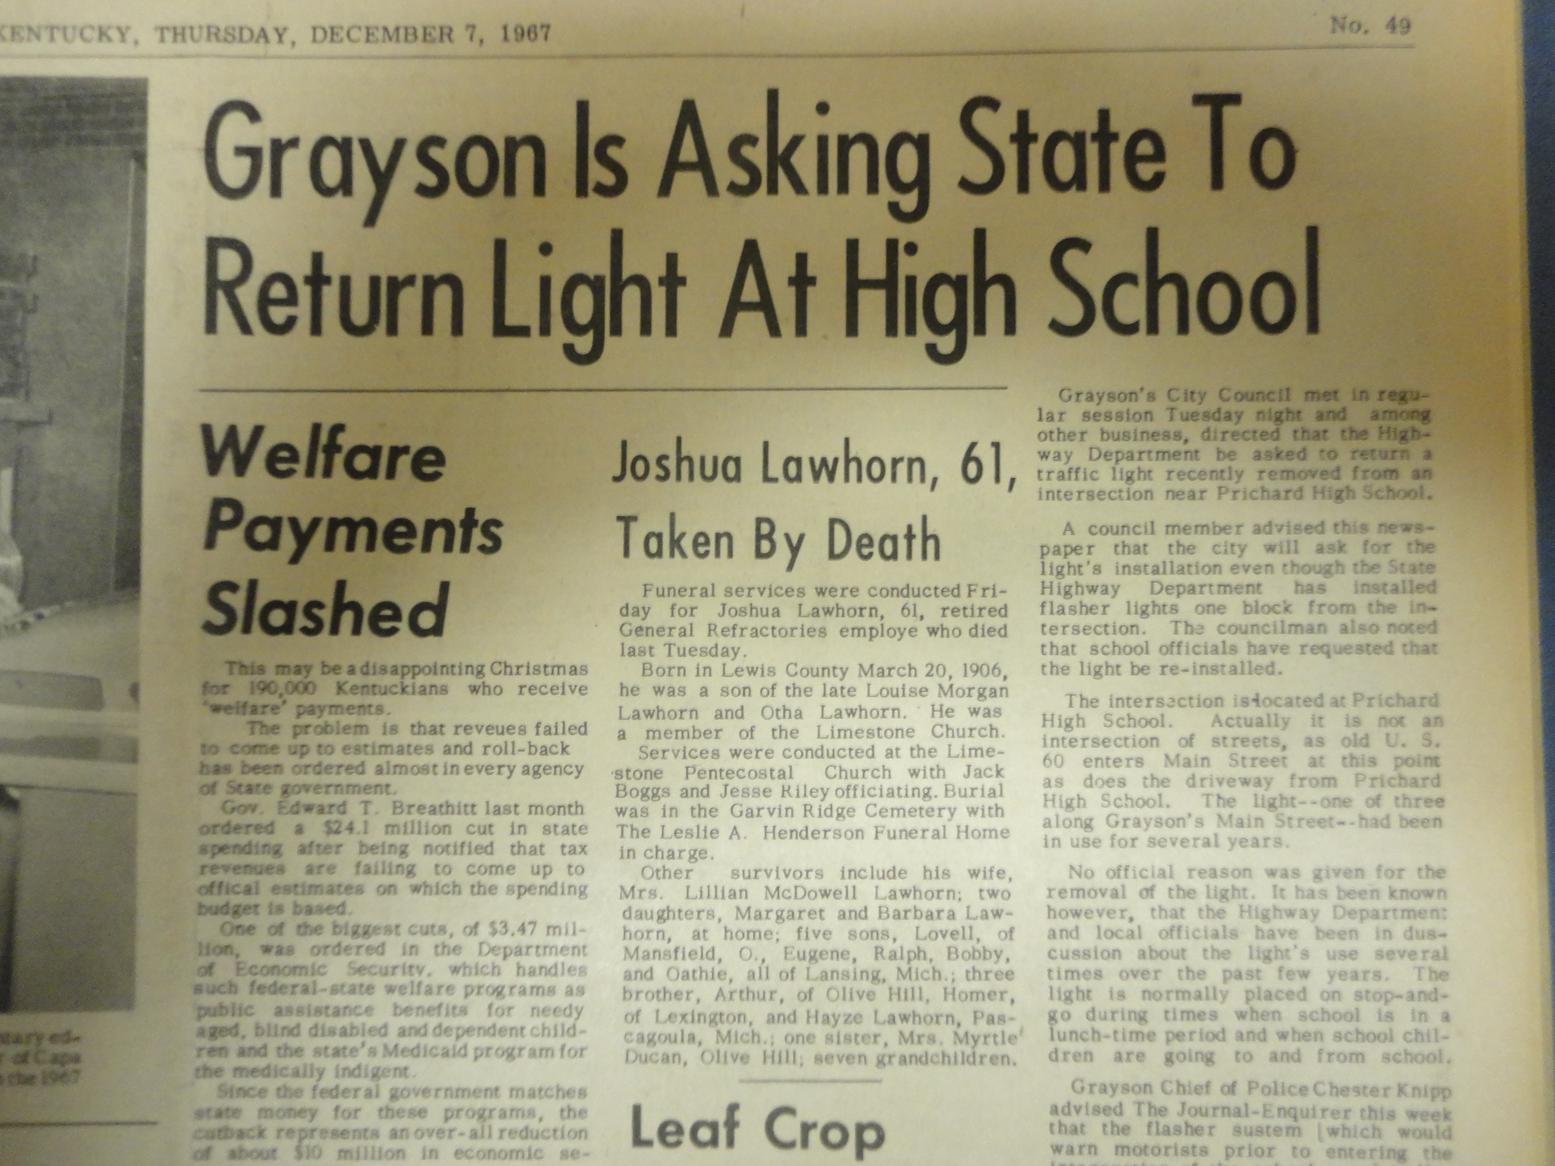 KENTUCKY, THURSDAY, DECEMBER 7, 1967
No. 49
Grayson Is Asking State To
Return Light At High School
Welfare
Payments
Slashed
This may be a disappointing Christmas
for 190,000 Kentuckians who receive
'welfare' payments.
The problem is that reveues failed
to come up to estimates and roll-back
has been ordered almost in every agency
of State government.
Gov. Edward T. Breathitt last month
ordered a $24.1 million cut in state
spending after being notified that tax
revenues are failing to come up to
offical estimates on which the spending
budget is based.
One of the biggest cuts, of $3.47 mil-
lion, was ordered in the Department
of Economic Security, which handles
such federal-state welfare programs as
public assistance benefits for needy
aged, blind disabled and dependent child-
ren and the state's Medicaid program for
the medically indigent.
Since the federal government matches
state money for these programs, the
cutback represents an over-all reduction
of about $10 million in economic se-
Joshua Lawhorn, 61,
Taken By Death
Funeral services were conducted Fri-
day for Joshua Lawhorn, 61, retired
General Refractories employe who died
last Tuesday.
Born in Lewis County March 20, 1906,
he was a son of the late Louise Morgan
Lawhorn and Otha Lawhorn. He was
a member of the Limestone Church.
Services were conducted at the Lime-
stone Pentecostal Church with Jack
Boggs and Jesse Riley officiating. Burial
was in the Garvin Ridge Cemetery with
The Leslie A. Henderson Funeral Home
in charge.
Other survivors include his wife,
Mrs. Lillian McDowell Lawhorn; two
daughters, Margaret and Barbara Law-
horn, at home; five sons, Lovell, of
Mansfield, O., Eugene, Ralph, Bobby,
and Oathie, all of Lansing, Mich.; three
brother, Arthur, of Olive Hill, Homer,
of Lexington, and Hayze Lawhorn, Pas-
cagoula, Mich.; one sister, Mrs. Myrtle
Ducan, Olive Hill; seven grandchildren.
Leaf Crop
Grayson's City Council met in regu-
lar session Tuesday night and among
other business, directed that the High-
way Department be asked to return a
traffic light recently removed from an
intersection near Prichard High School.
A council member advised this news-
paper that the city will ask for the
light's installation even though the State
Highway Department has installed
flasher lights one block from the in-
tersection. The councilman also noted
that school officials have requested that
the light be re-installed.
The intersection is located at Prichard
High School. Actually it is not an
intersection of streets, as old U. S.
60 enters Main Street at this point
as does the driveway from Prichard
High School. The light--one of three
along Grayson's Main Street--had been
in use for several years.
No official reason was given for the
removal of the light. It has been known
however, that the Highway Department
and local officials have been in dus-
cussion about the light's use several
times over the past few years. The
light is normally placed on stop-and-
go during times when school is in a
lunch-time period and when school chil-
dren are going to and from school.
Grayson Chief of Police Chester Knipp
advised The Journal-Enquirer this week
that the flasher sustem [which would
warn motorists prior to entering the
of Capa
the 1967